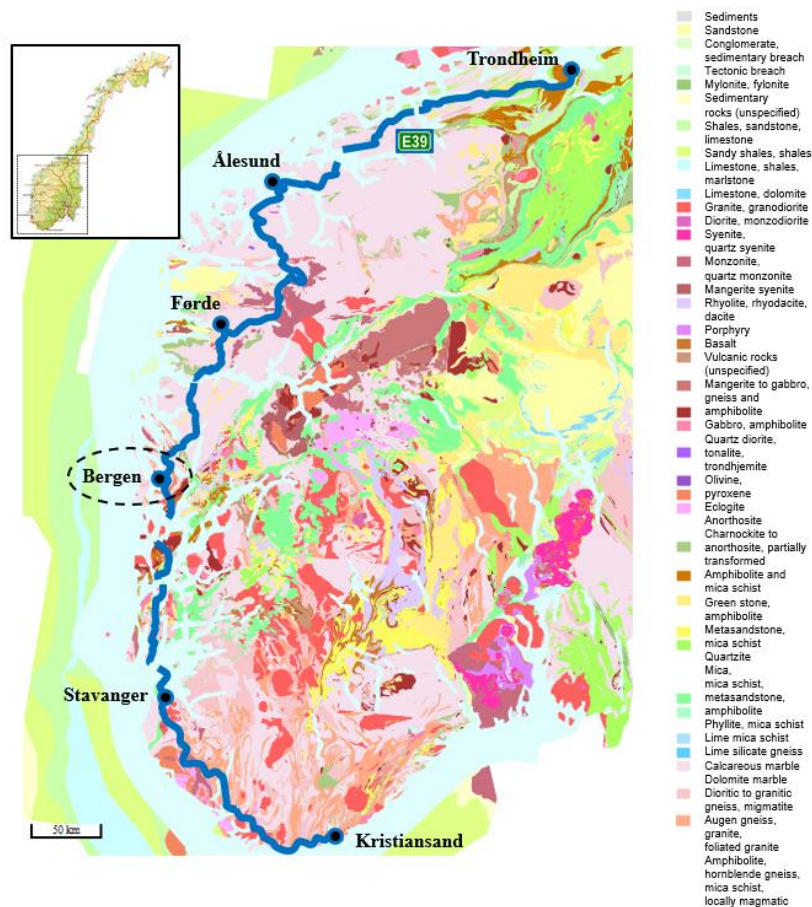 Trondheim
E39
Ålesund
Førde
Bergen
Stavanger
Kristiansand
50 km
Sediments
Sandstone
Conglomerate,
sedimentary breach
Tectonic breach
Mylonite, fylonite
Sedimentary
rocks (unspecified)
Shales, sandstone,
limestone
Sandy shales, shales
Limestone, shales,
marlstone
Limestone, dolomite
Granite, granodiorite
Diorite, monzodiorite
Syenite,
quartz syenite
Monzonite,
quartz monzonite
Mangerite syenite
Rhyolite, rhyodacite,
dacite
Porphyry
Basalt
Vulcanic rocks
(unspecified)
Mangerite to gabbro,
gneiss and
amphibolite
Gabbro, amphibolite
Quartz diorite,
tonalite,
trondhjemite
Olivine,
pyroxene
Eclogite
Anorthosite
Charnockite to
anorthosite, partially
transformed
Amphibolite and
mica schist
Green stone,
amphibolite
Metasandstone,
mica schist
Quartzite
Mica,
mica schist,
metasandstone,
amphibolite
Phyllite, mica schist
Lime mica schist
Lime silicate gneiss
Calcareous marble
Dolomite marble
Dioritic to granitic
gneiss, migmatite
Augen gneiss,
granite,
foliated granite
Amphibolite,
hornblende gneiss,
mica schist,
locally magmatic